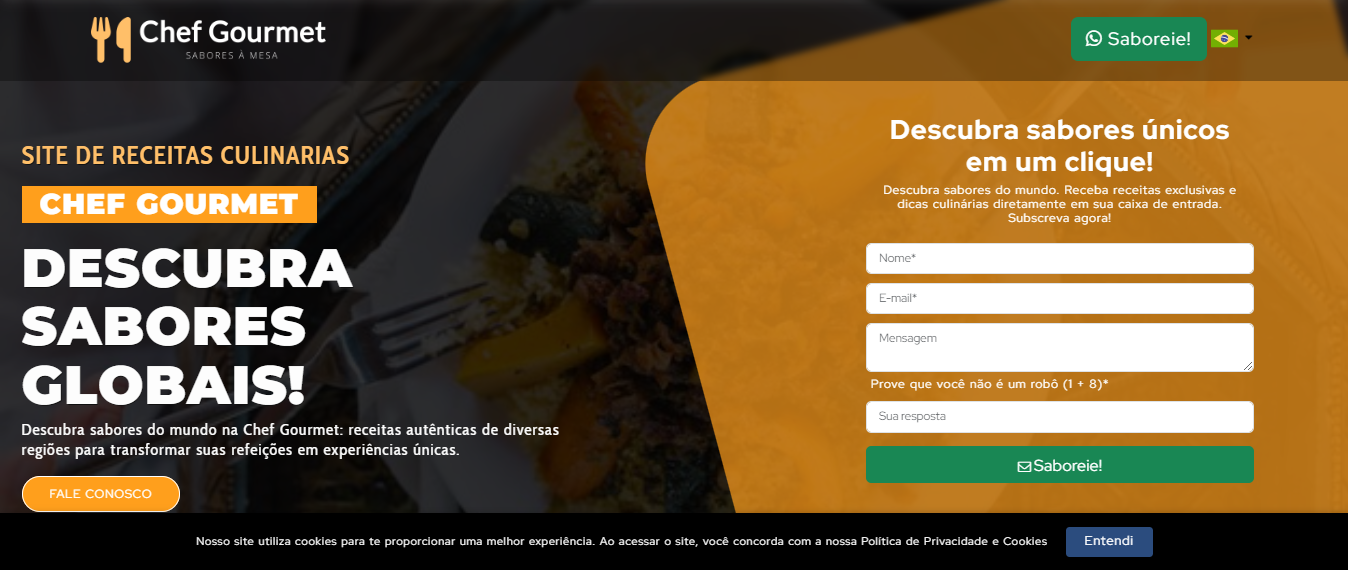 Chef Gourmet
SABORES À MESA
Saboreie!
SITE DE RECEITAS CULINARIAS
CHEF GOURMET
DESCUBRA
SABORES
GLOBAIS!
Descubra sabores do mundo na Chef Gourmet: receitas autênticas de diversas
regiões para transformar suas refeições em experiências únicas.
FALE CONOSCO
Descubra sabores únicos
em um clique!
Descubra sabores do mundo. Receba receitas exclusivas e
dicas culinárias diretamente em sua caixa de entrada.
Subscreva agora!
Nome*
E-mail*
Mensagem
Prove que você não é um robô (1 + 8)*
Sua resposta
Saboreie!
Nosso site utiliza cookies para te proporcionar uma melhor experiência. Ao acessar o site, você concorda com a nossa Política de Privacidade e Cookies
Entendi